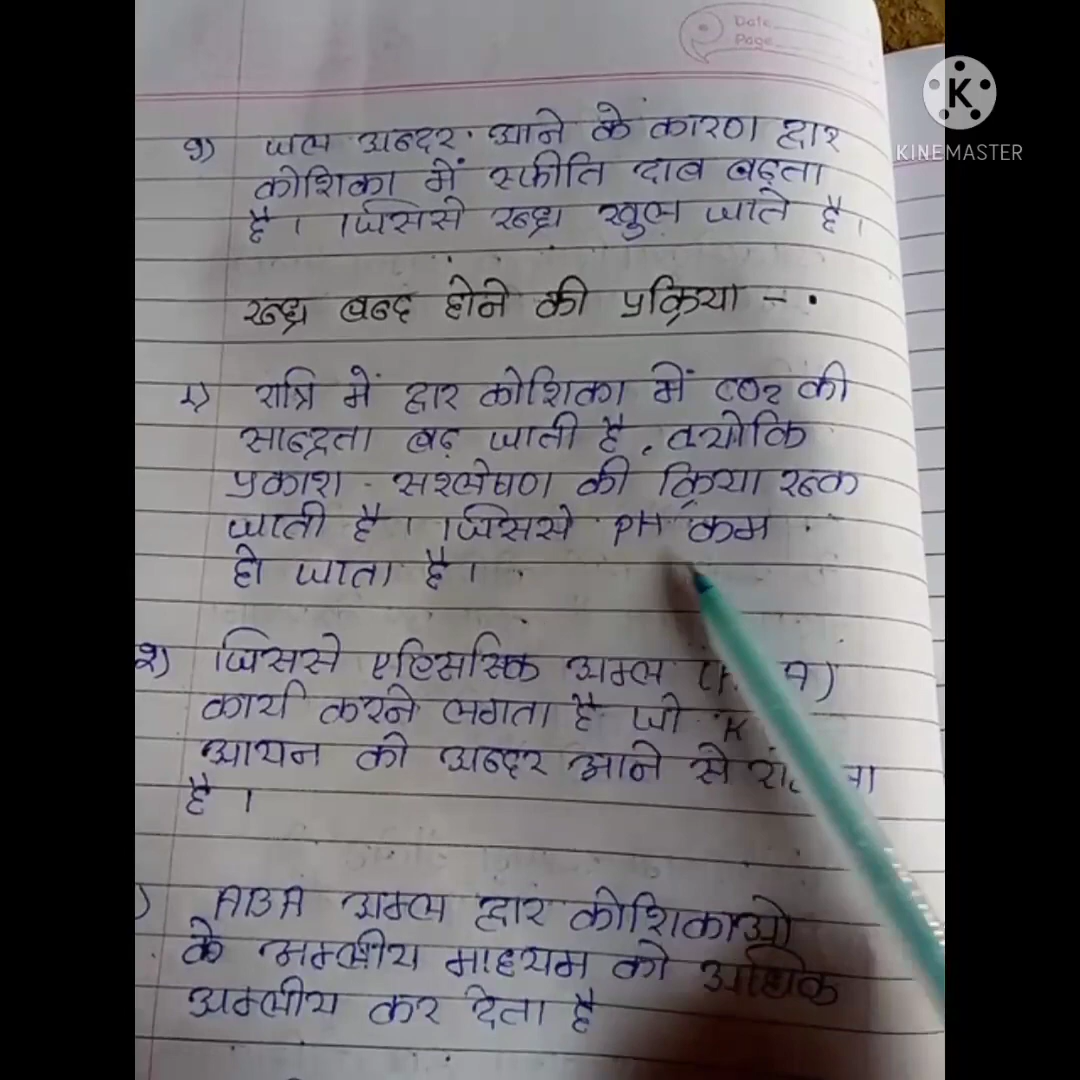 Date
Page
K
KINEMASTER
9) जल अन्दर आने के कारण द्वार
कोशिका में स्फीति दाब बढ़ता
है। जिससे रन्ध्र खुल जाते है।
रन्ध्र बन्द होने की प्रक्रिया -
1) रात्रि में द्वार कोशिका में CO2 की
सान्द्रता बढ़ जाती है, क्योकि
प्रकाश - सश्लेषण की क्रिया रूक
जाती है। जिससे PH कम
हो जाता है।
2) जिससे एब्सिसिक अम्ल
कार्य करने लगता है जो K
आयन को अन्दर आने से
है।
) ABA अम्ल द्वार कोशिकाओ
के अम्लीय माध्यम को अधिक
अम्लीय कर देता है